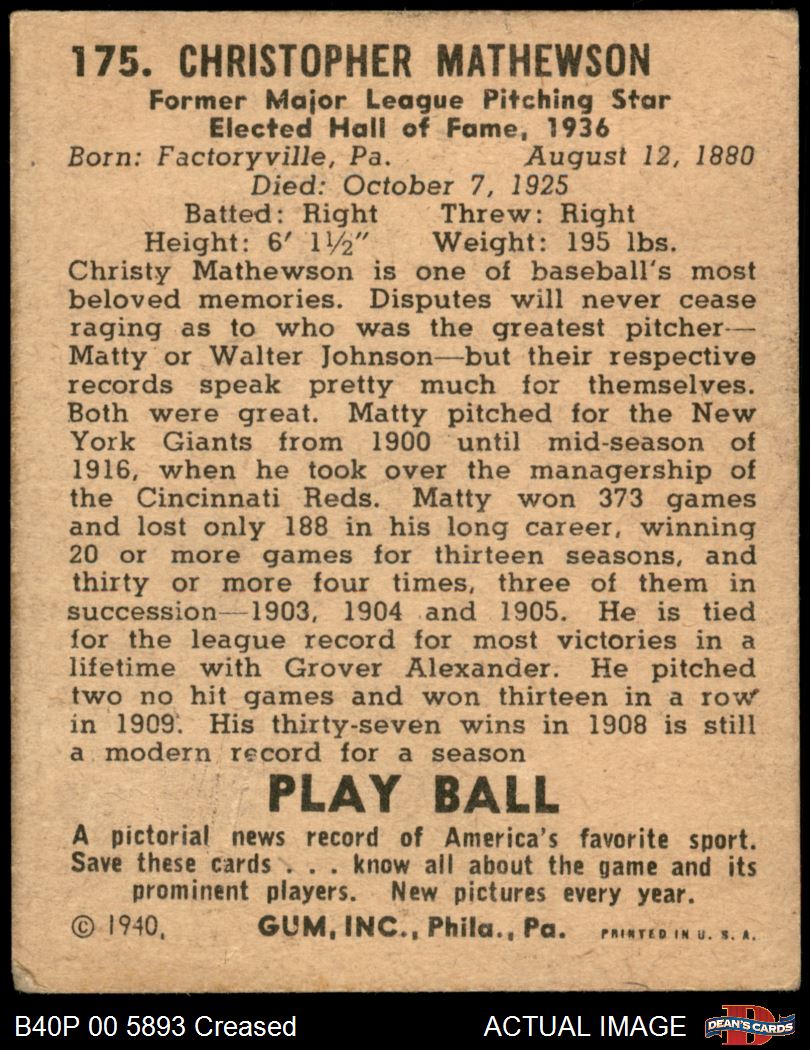 175. CHRISTOPHER MATHEWSON
Former Major League Pitching Star
Elected Hall of Fame, 1936
Born: Factoryville, Pa. August 12, 1880
Died: October 7, 1925
Batted: Right Threw: Right
Height: 6′ 1½″ Weight: 195 lbs.
Christy Mathewson is one of baseball's most
beloved memories. Disputes will never cease
raging as to who was the greatest pitcher—
Matty or Walter Johnson—but their respective
records speak pretty much for themselves.
Both were great. Matty pitched for the New
York Giants from 1900 until mid-season of
1916, when he took over the managership of
the Cincinnati Reds. Matty won 373 games
and lost only 188 in his long career, winning
20 or more games for thirteen seasons, and
thirty or more four times, three of them in
succession—1903, 1904 and 1905. He is tied
for the league record for most victories in a
lifetime with Grover Alexander. He pitched
two no hit games and won thirteen in a row
in 1909. His thirty-seven wins in 1908 is still
a modern record for a season
PLAY BALL
A pictorial news record of America's favorite sport.
Save these cards . . . know all about the game and its
prominent players. New pictures every year.
© 1940, GUM, INC., Phila., Pa. PRINTED IN U. S. A.
B40P 00 5893 Creased ACTUAL IMAGE D DEAN'S CARDS